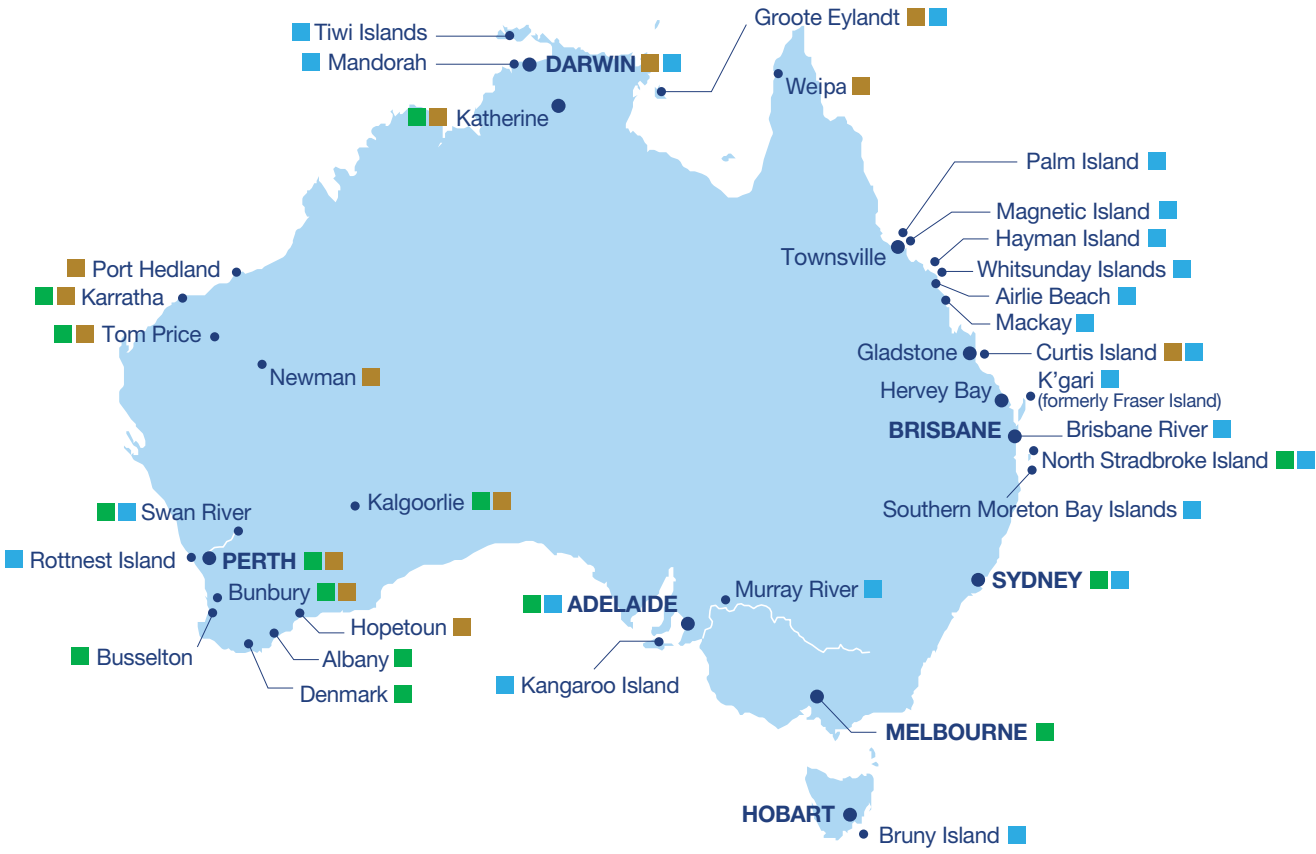 Groote Eylandt
Tiwi Islands
Mandorah
DARWIN
Weipa
Katherine
Palm Island
Magnetic Island
Hayman Island
Townsville
Whitsunday Islands
Port Hedland
Karratha
Airlie Beach
Mackay
Tom Price
Gladstone
Curtis Island
Newman
K’gari
(formerly Fraser Island)
Hervey Bay
BRISBANE
Brisbane River
North Stradbroke Island
Kalgoorlie
Swan River
Southern Moreton Bay Islands
Rottnest Island
PERTH
SYDNEY
Bunbury
Murray River
ADELAIDE
Hopetoun
Busselton
Albany
Kangaroo Island
Denmark
MELBOURNE
HOBART
Bruny Island